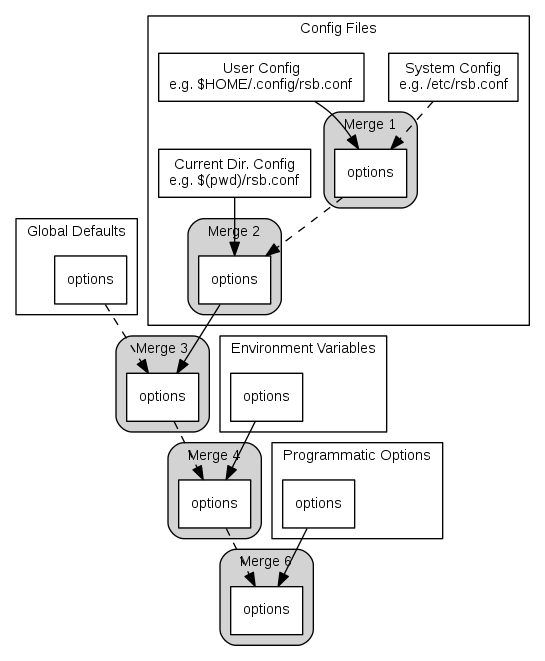 Config Files
User Config
e.g. $HOME/.config/rsb.conf
System Config
e.g. /etc/rsb.conf
Merge 1
options
Current Dir. Config
e.g. $(pwd)/rsb.conf
Merge 2
options
Global Defaults
options
Merge 3
options
Environment Variables
options
Merge 4
options
Programmatic Options
options
Merge 6
options